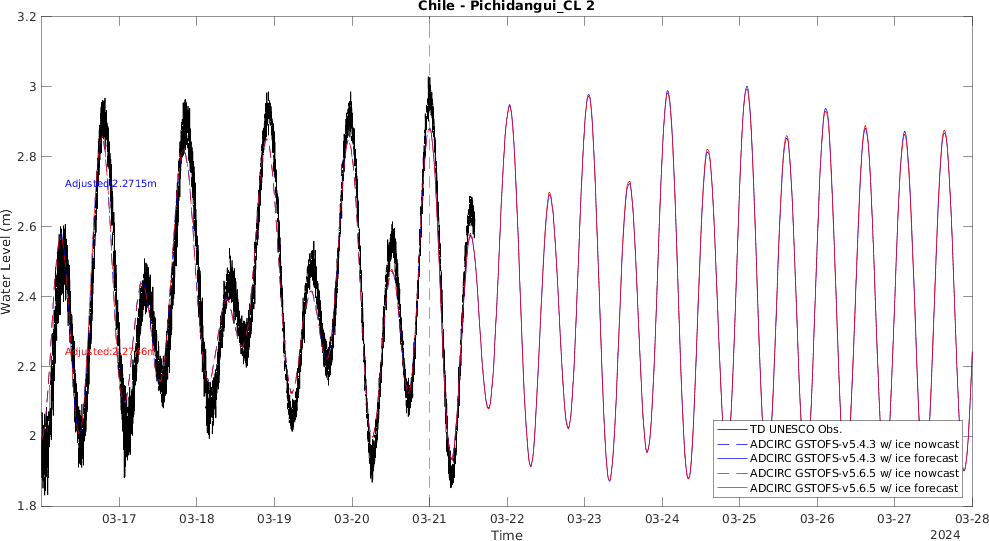 Chile - Pichidangui_CL 2
3.2
3
2.8
2.6
2.4
2.2
2
1.8
Water Level (m)
Adjusted:2.2715m
TD UNESCO Obs.
ADCIRC GSTOFS-v5.4.3 w/ ice nowcast
ADCIRC GSTOFS-v5.4.3 w/ ice forecast
ADCIRC GSTOFS-v5.6.5 w/ ice nowcast
ADCIRC GSTOFS-v5.6.5 w/ ice forecast
03-17 03-18 03-19 03-20 03-21 03-22 03-23 03-24 03-25 03-26 03-27 03-28
Time
2024